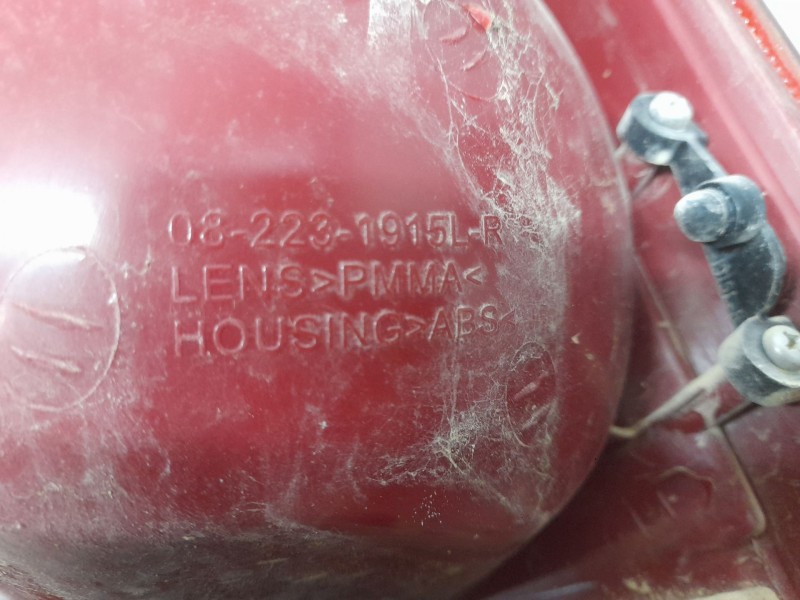 08-223-1915L-R
LENS>PMMA<
HOUSING>ABS<